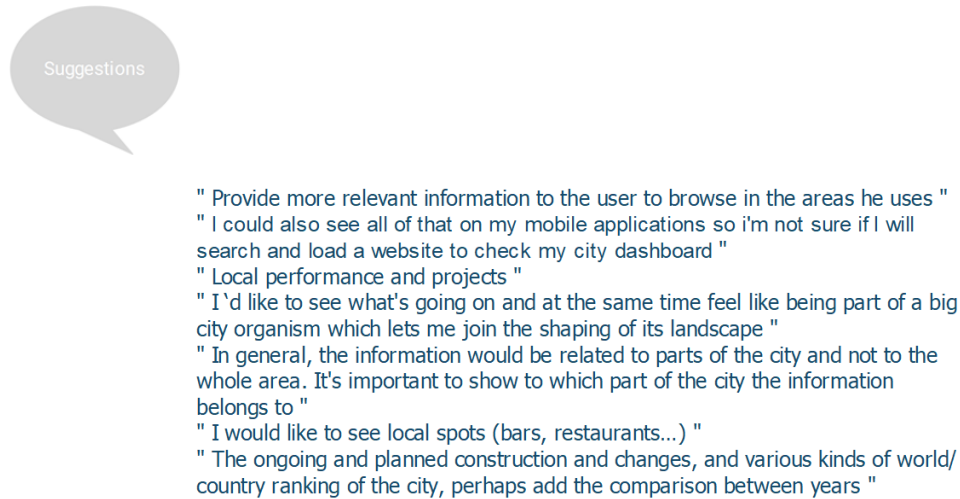 Suggestions
" Provide more relevant information to the user to browse in the areas he uses "
" I could also see all of that on my mobile applications so i'm not sure if I will
search and load a website to check my city dashboard "
" Local performance and projects "
" I `d like to see what's going on and at the same time feel like being part of a big
city organism which lets me join the shaping of its landscape "
" In general, the information would be related to parts of the city and not to the
whole area. It's important to show to which part of the city the information
belongs to "
" I would like to see local spots (bars, restaurants...) "
" The ongoing and planned construction and changes, and various kinds of world/
country ranking of the city, perhaps add the comparison between years "